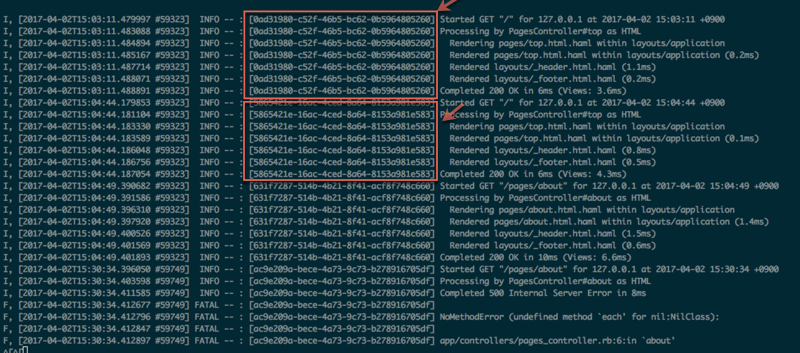 I, [2017-04-02T15:03:11.479997 #59323]  INFO -- : [0ad31980-c52f-46b5-bc62-0b5964805260] Started GET "/" for 127.0.0.1 at 2017-04-02 15:03:11 +0900
I, [2017-04-02T15:03:11.483088 #59323]  INFO -- : [0ad31980-c52f-46b5-bc62-0b5964805260] Processing by PagesController#top as HTML
I, [2017-04-02T15:03:11.484894 #59323]  INFO -- : [0ad31980-c52f-46b5-bc62-0b5964805260]   Rendering pages/top.html.haml within layouts/application
I, [2017-04-02T15:03:11.485167 #59323]  INFO -- : [0ad31980-c52f-46b5-bc62-0b5964805260]   Rendered pages/top.html.haml within layouts/application (0.2ms)
I, [2017-04-02T15:03:11.487714 #59323]  INFO -- : [0ad31980-c52f-46b5-bc62-0b5964805260]   Rendered layouts/_header.html.haml (1.1ms)
I, [2017-04-02T15:03:11.488071 #59323]  INFO -- : [0ad31980-c52f-46b5-bc62-0b5964805260]   Rendered layouts/_footer.html.haml (0.2ms)
I, [2017-04-02T15:03:11.488891 #59323]  INFO -- : [0ad31980-c52f-46b5-bc62-0b5964805260] Completed 200 OK in 6ms (Views: 3.6ms)
I, [2017-04-02T15:04:44.179853 #59323]  INFO -- : [5865421e-16ac-4ced-8a64-8153a981e583] Started GET "/" for 127.0.0.1 at 2017-04-02 15:04:44 +0900
I, [2017-04-02T15:04:44.181104 #59323]  INFO -- : [5865421e-16ac-4ced-8a64-8153a981e583] Processing by PagesController#top as HTML
I, [2017-04-02T15:04:44.183330 #59323]  INFO -- : [5865421e-16ac-4ced-8a64-8153a981e583]   Rendering pages/top.html.haml within layouts/application
I, [2017-04-02T15:04:44.183589 #59323]  INFO -- : [5865421e-16ac-4ced-8a64-8153a981e583]   Rendered pages/top.html.haml within layouts/application (0.1ms)
I, [2017-04-02T15:04:44.186048 #59323]  INFO -- : [5865421e-16ac-4ced-8a64-8153a981e583]   Rendered layouts/_header.html.haml (0.8ms)
I, [2017-04-02T15:04:44.186756 #59323]  INFO -- : [5865421e-16ac-4ced-8a64-8153a981e583]   Rendered layouts/_footer.html.haml (0.5ms)
I, [2017-04-02T15:04:44.187054 #59323]  INFO -- : [5865421e-16ac-4ced-8a64-8153a981e583] Completed 200 OK in 6ms (Views: 4.3ms)
I, [2017-04-02T15:04:49.390682 #59323]  INFO -- : [631f7287-514b-4b21-8f41-acf8f748c660] Started GET "/pages/about" for 127.0.0.1 at 2017-04-02 15:04:49 +0900
I, [2017-04-02T15:04:49.391586 #59323]  INFO -- : [631f7287-514b-4b21-8f41-acf8f748c660] Processing by PagesController#about as HTML
I, [2017-04-02T15:04:49.396310 #59323]  INFO -- : [631f7287-514b-4b21-8f41-acf8f748c660]   Rendering pages/about.html.haml within layouts/application
I, [2017-04-02T15:04:49.397920 #59323]  INFO -- : [631f7287-514b-4b21-8f41-acf8f748c660]   Rendered pages/about.html.haml within layouts/application (1.4ms)
I, [2017-04-02T15:04:49.400526 #59323]  INFO -- : [631f7287-514b-4b21-8f41-acf8f748c660]   Rendered layouts/_header.html.haml (1.5ms)
I, [2017-04-02T15:04:49.401569 #59323]  INFO -- : [631f7287-514b-4b21-8f41-acf8f748c660]   Rendered layouts/_footer.html.haml (0.6ms)
I, [2017-04-02T15:04:49.401893 #59323]  INFO -- : [631f7287-514b-4b21-8f41-acf8f748c660] Completed 200 OK in 10ms (Views: 6.6ms)
I, [2017-04-02T15:30:34.396050 #59749]  INFO -- : [ac9e209a-bece-4a73-9c73-b278916705df] Started GET "/pages/about" for 127.0.0.1 at 2017-04-02 15:30:34 +0900
I, [2017-04-02T15:30:34.403598 #59749]  INFO -- : [ac9e209a-bece-4a73-9c73-b278916705df] Processing by PagesController#about as HTML
I, [2017-04-02T15:30:34.411585 #59749]  INFO -- : [ac9e209a-bece-4a73-9c73-b278916705df] Completed 500 Internal Server Error in 8ms
F, [2017-04-02T15:30:34.412677 #59749] FATAL -- : [ac9e209a-bece-4a73-9c73-b278916705df]
F, [2017-04-02T15:30:34.412796 #59749] FATAL -- : [ac9e209a-bece-4a73-9c73-b278916705df] NoMethodError (undefined method `each' for nil:NilClass):
F, [2017-04-02T15:30:34.412847 #59749] FATAL -- : [ac9e209a-bece-4a73-9c73-b278916705df]
F, [2017-04-02T15:30:34.412897 #59749] FATAL -- : [ac9e209a-bece-4a73-9c73-b278916705df] app/controllers/pages_controller.rb:6:in `about'